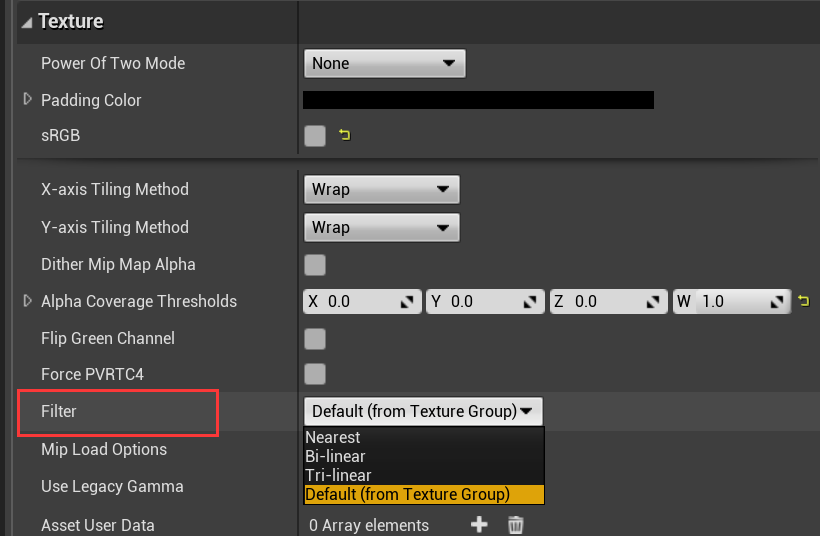 Texture
Power Of Two Mode None
Padding Color
sRGB
X-axis Tiling Method Wrap
Y-axis Tiling Method Wrap
Dither Mip Map Alpha
Alpha Coverage Thresholds X 0.0 Y 0.0 Z 0.0 W 1.0
Flip Green Channel
Force PVRTC4
Filter Default (from Texture Group)
Nearest
Mip Load Options Bi-linear
Tri-linear
Use Legacy Gamma Default (from Texture Group)
Asset User Data 0 Array elements